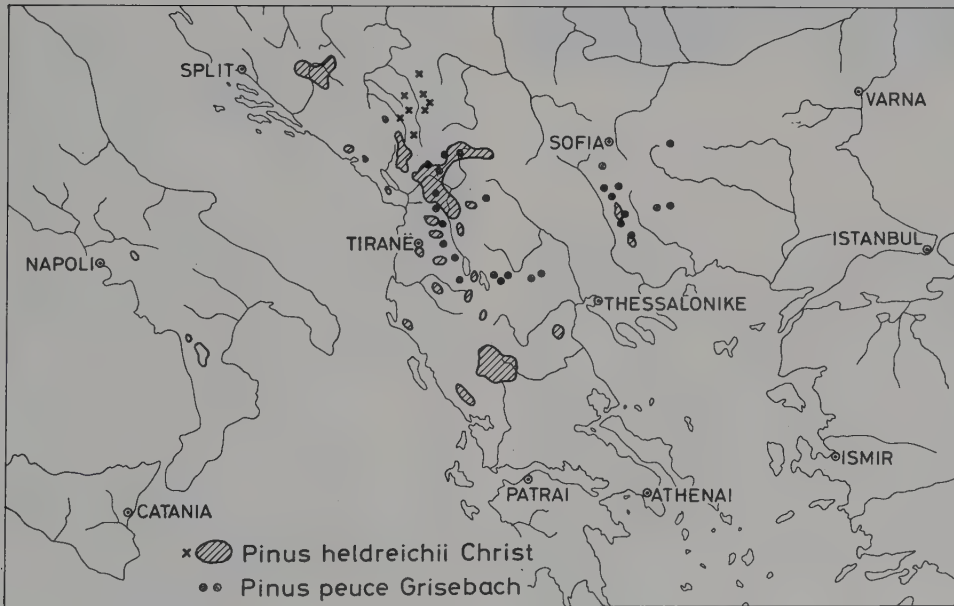 SPLIT
VARNA
SOFIA
TIRANË
ISTANBUL
NAPOLI
THESSALONIKE
ISMIR
PATRAI
ATHENAI
CATANIA
Pinus heldreichii Christ
Pinus peuce Grisebach